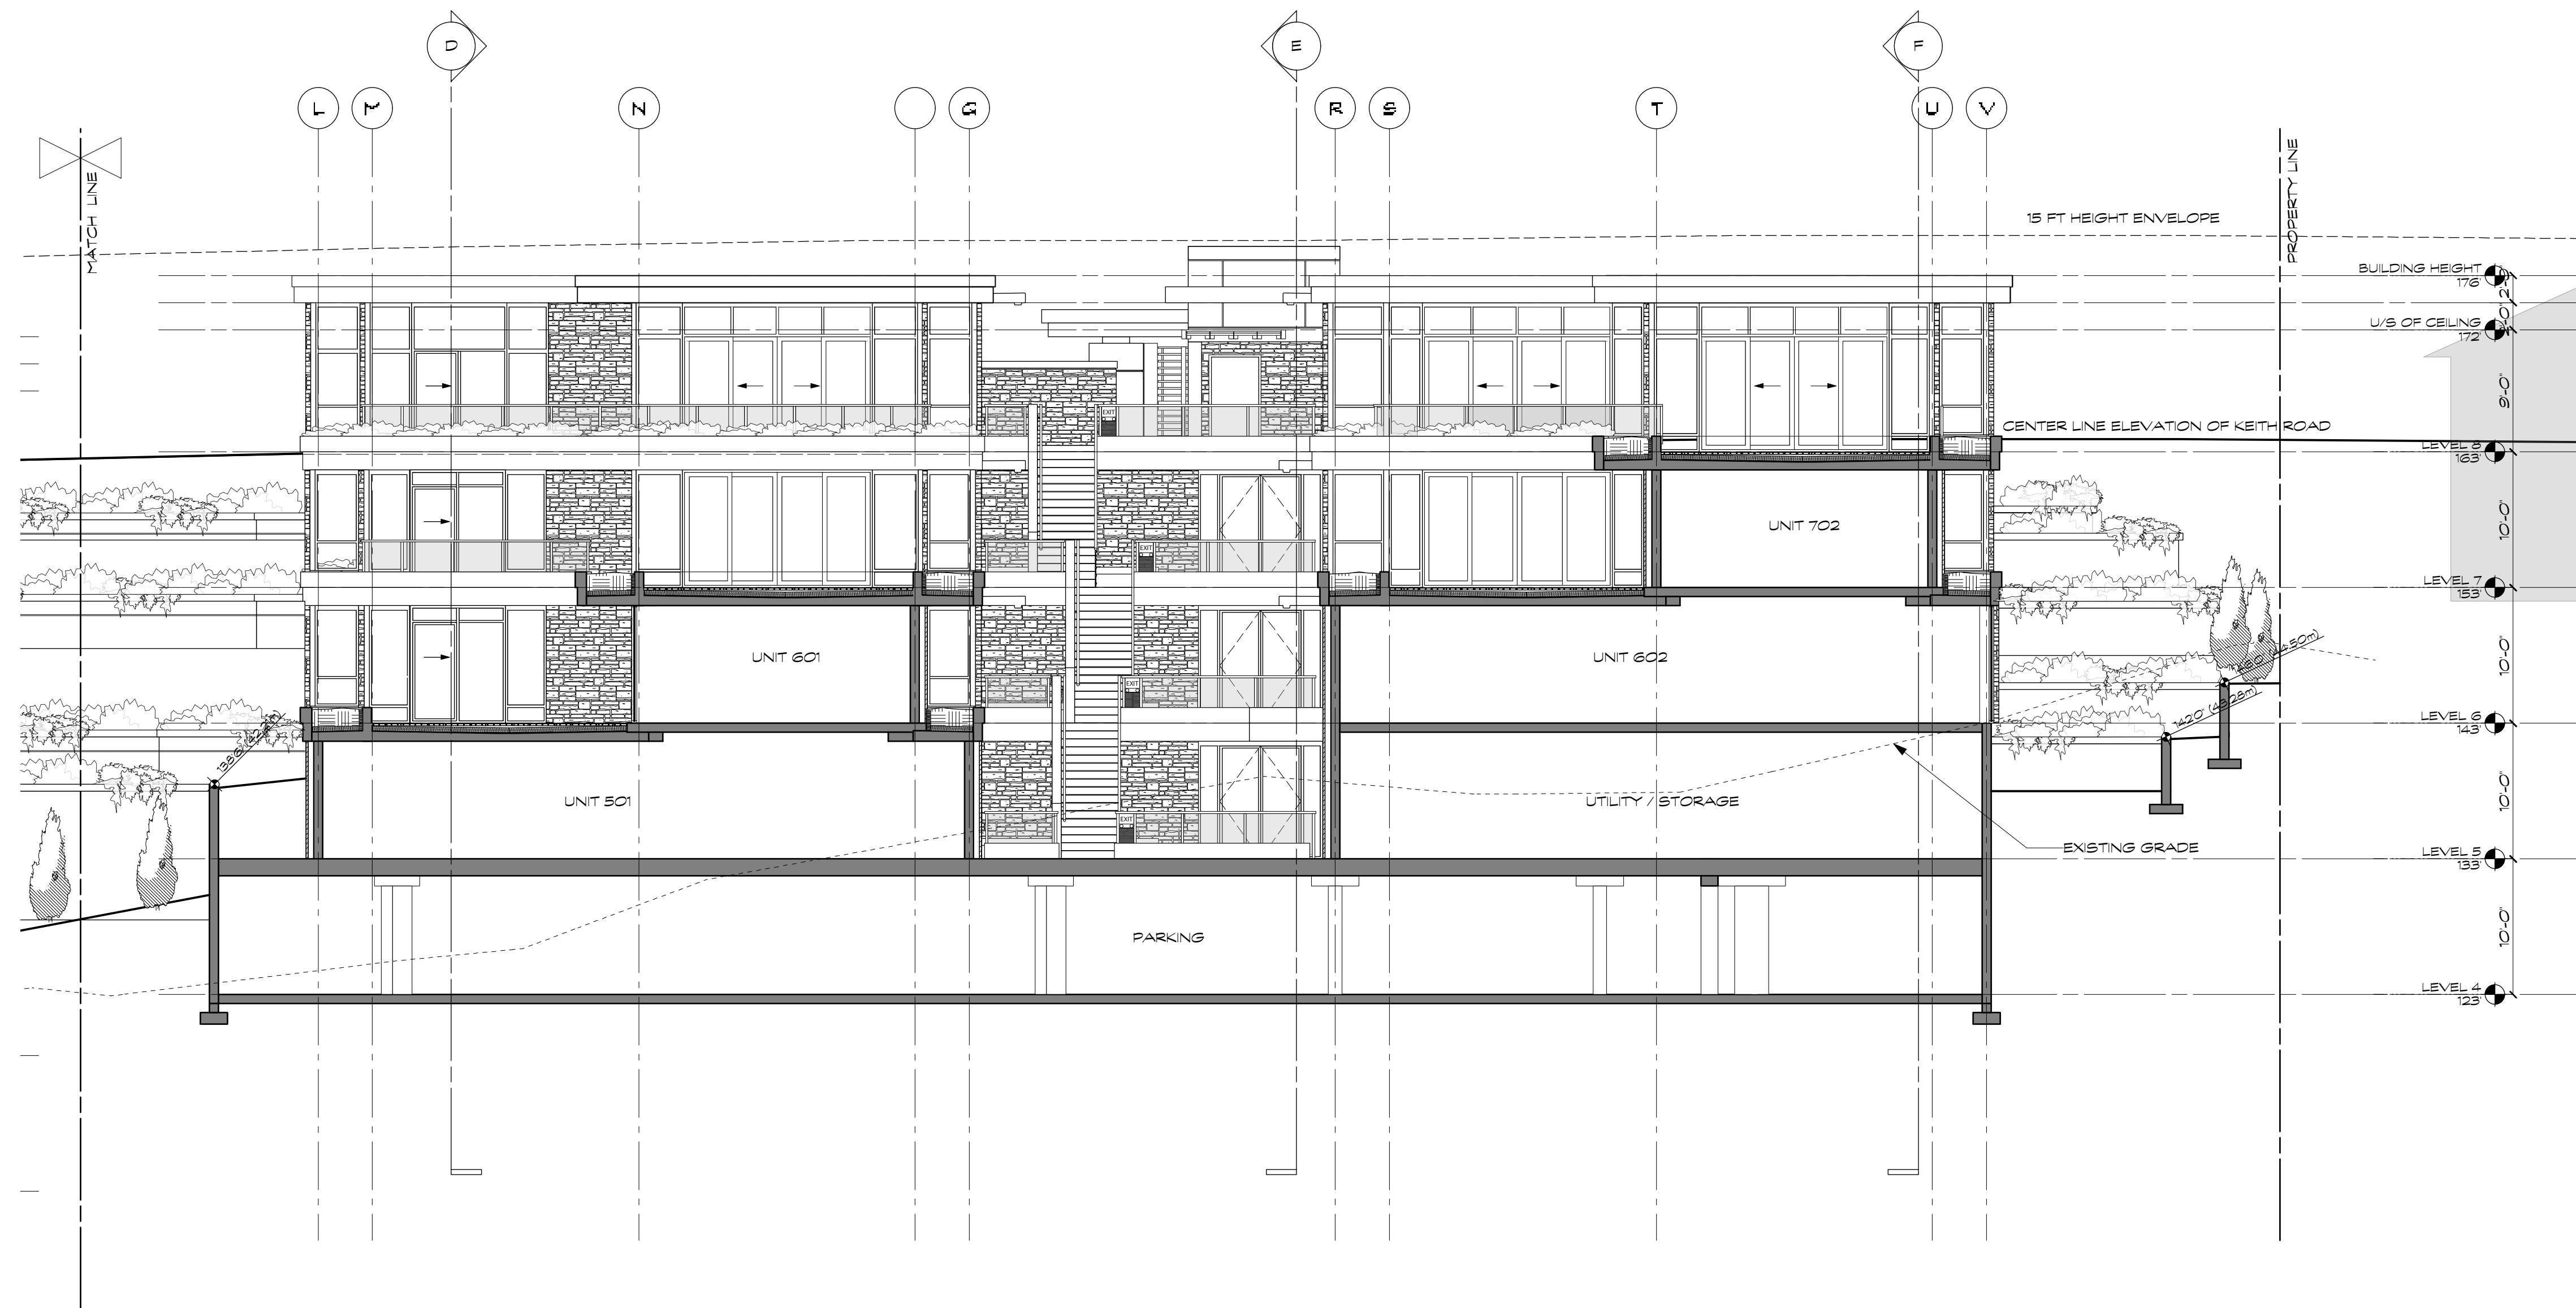 D
E
F
L
M
N
Q
R
S
T
U
V
MATCH LINE
PROPERTY LINE
15 FT HEIGHT ENVELOPE
BUILDING HEIGHT
176'
U/S OF CEILING
172'
9'-0"
CENTER LINE ELEVATION OF KEITH ROAD
EXIT
LEVEL 8
163'
UNIT 702
10'-0"
EXIT
LEVEL 7
153'
UNIT 601
UNIT 602
10'-0"
EXIT
LEVEL 6
143'
UNIT 501
UTILITY / STORAGE
10'-0"
EXIT
EXISTING GRADE
LEVEL 5
133'
PARKING
10'-0"
LEVEL 4
123'